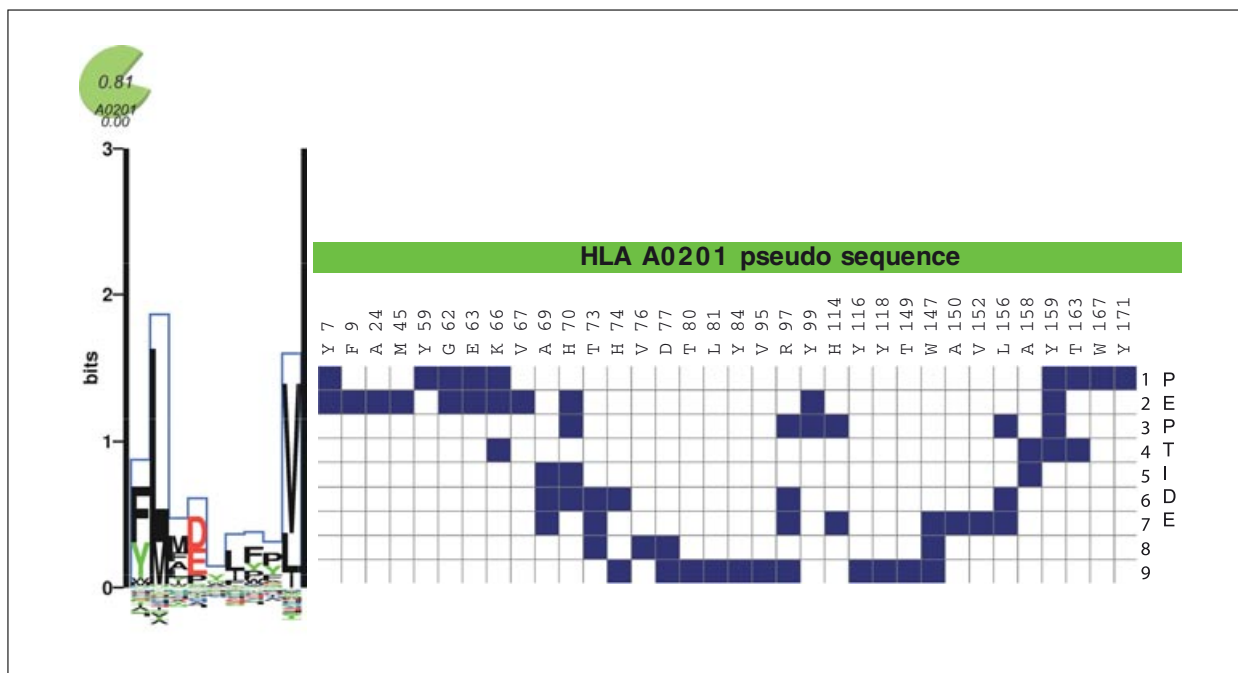 0.81
A0201
0.00
3
2
1
0
bits
HLA A0201 pseudo sequence
Y 7
F 9
A 24
M 45
Y 59
G 62
E 63
K 66
V 67
A 69
H 70
T 73
H 74
V 76
D 77
T 80
L 81
Y 84
V 95
R 97
Y 99
H 114
Y 116
Y 118
T 149
W 147
A 150
V 152
L 156
A 158
Y 159
T 163
W 167
Y 171
1 P
2 E
3 P
4 T
5 I
6 D
7 E
8
9
F
Y
M
M
A
D
E
P
L
T
F
P
P
V
L